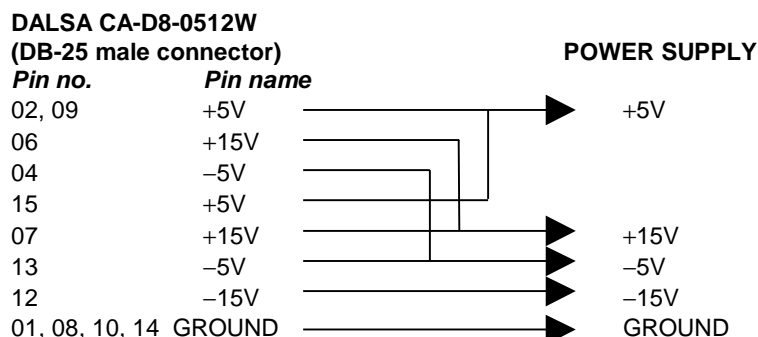 DALSA CA-D8-0512W
(DB-25 male connector) POWER SUPPLY
Pin no. Pin name
02, 09 +5V +5V
06 +15V
04 −5V
15 +5V
07 +15V +15V
13 −5V −5V
12 −15V −15V
01, 08, 10, 14 GROUND GROUND